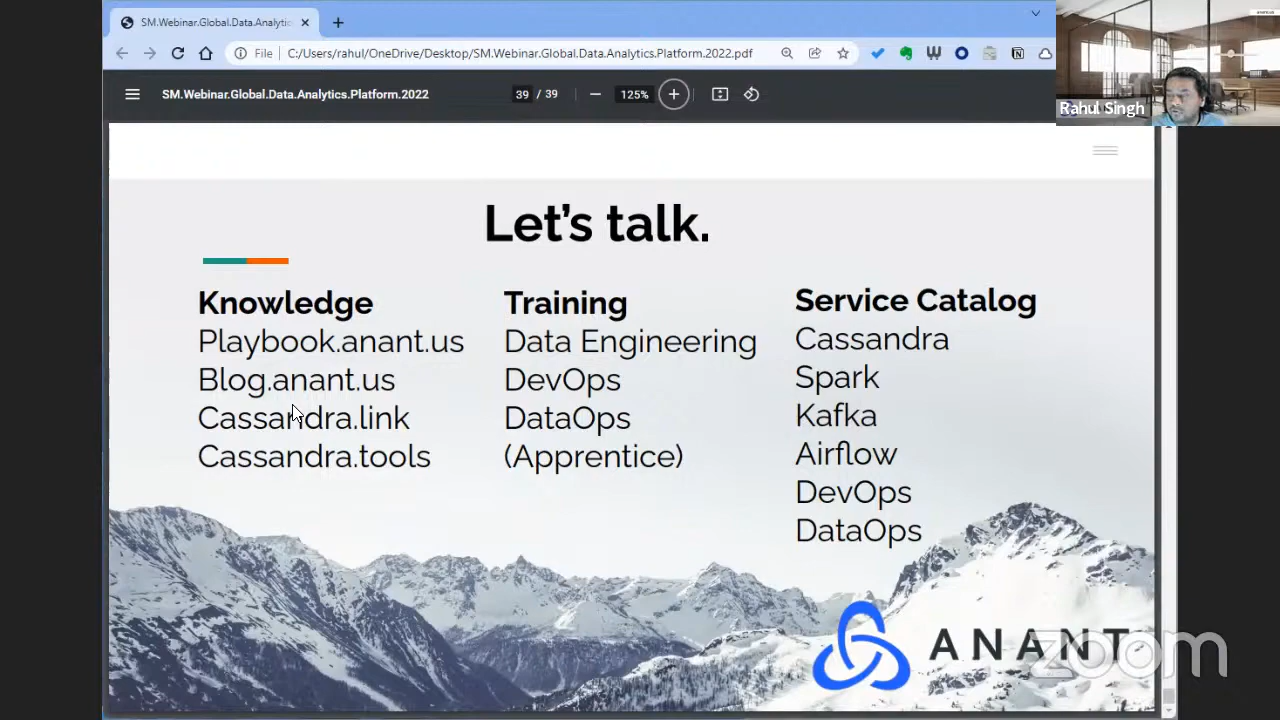 SM.Webinar.Global.Data.Analytic
File
C:/Users/rahul/OneDrive/Desktop/SM.Webinar.Global.Data.Analytics.Platform.2022.pdf
SM.Webinar.Global.Data.Analytics.Platform.2022
39 / 39
125%
Rahul Singh
Let's talk.
Knowledge
Playbook.anant.us
Blog.anant.us
Cassandra.link
Cassandra.tools
Training
Data Engineering
DevOps
DataOps
(Apprentice)
Service Catalog
Cassandra
Spark
Kafka
Airflow
DevOps
DataOps
ANANT
zoom